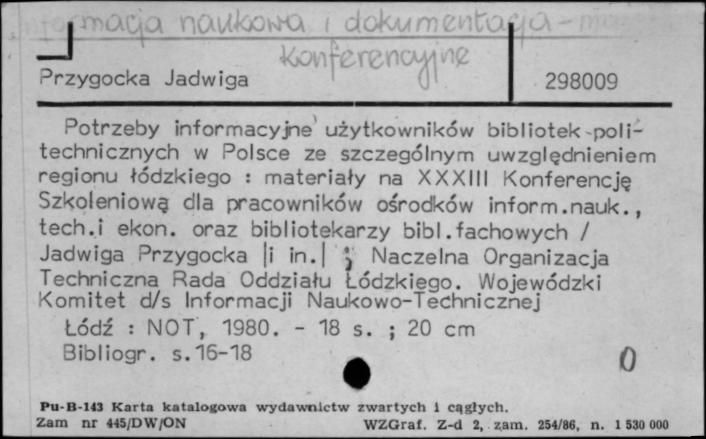 informacja naukowa i dokumentacja - 
konferencyjne
Przygocka Jadwiga 298009
Potrzeby informacyjne użytkowników bibliotek poli-
technicznych w Polsce ze szczególnym uwzględnieniem
regionu łódzkiego : materiały na XXXIII Konferencję
Szkoleniową dla pracowników ośrodków inform.nauk.,
tech.i ekon. oraz bibliotekarzy bibl.fachowych /
Jadwiga Przygocka |i in.| ; Naczelna Organizacja
Techniczna Rada Oddziału Łódzkiego. Wojewódzki
Komitet d/s Informacji Naukowo-Technicznej
Łódź : NOT, 1980. - 18 s. ; 20 cm
Bibliogr. s.16-18
0
Pu-B-143 Karta katalogowa wydawnictw zwartych i ciągłych.
Zam nr 445/DW/ON WZGraf. Z-d 2, zam. 254/86, n. 1 530 000